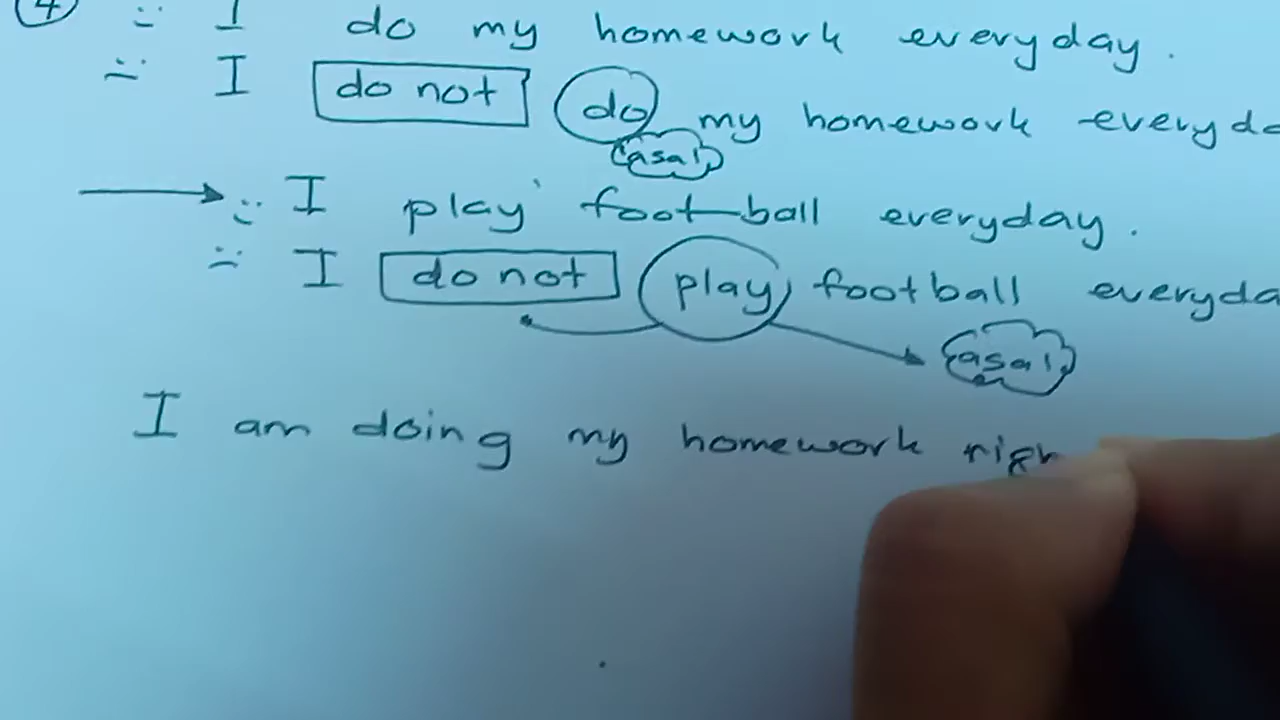 4 I do my homework everyday.
I do not do my homework everyda
asal
I play football everyday.
I do not play football everyda
asal
I am doing my homework righ